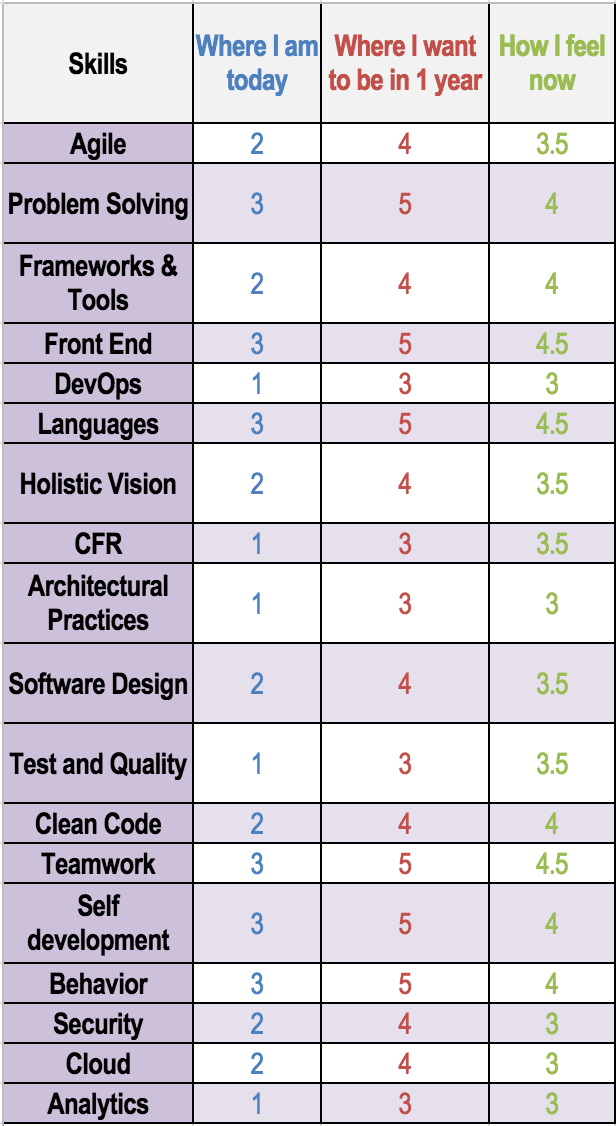 Skills Where I am today Where I want to be in 1 year How I feel now
Agile 2 4 3.5
Problem Solving 3 5 4
Frameworks & Tools 2 4 4
Front End 3 5 4.5
DevOps 1 3 3
Languages 3 5 4.5
Holistic Vision 2 4 3.5
CFR 1 3 3.5
Architectural Practices 1 3 3
Software Design 2 4 3.5
Test and Quality 1 3 3.5
Clean Code 2 4 4
Teamwork 3 5 4.5
Self development 3 5 4
Behavior 3 5 4
Security 2 4 3
Cloud 2 4 3
Analytics 1 3 3